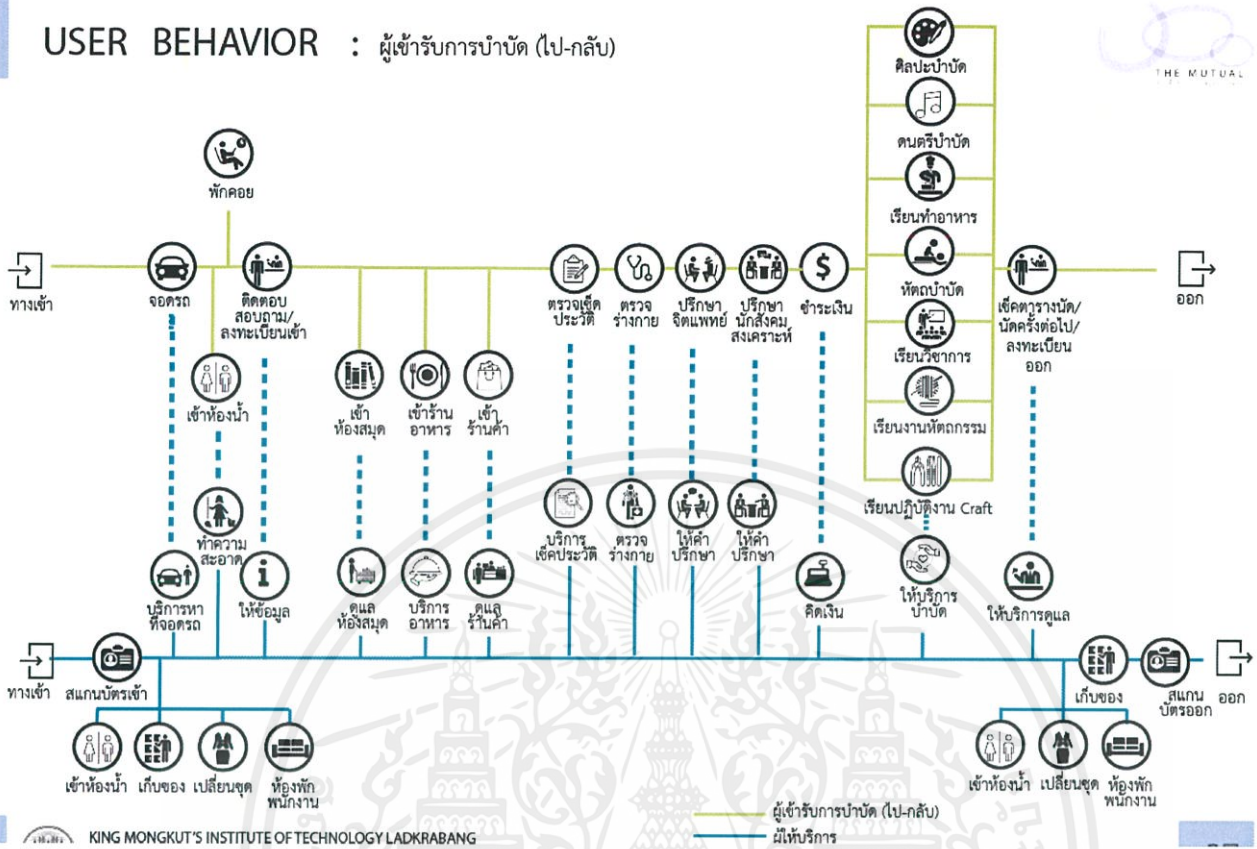 USER BEHAVIOR : ผู้เข้ารับการบำบัด (ไป-กลับ)
THE MUTUAL
พักคอย
ทางเข้า
จอดรถ
ติดตอบ
สอบถาม/
ลงทะเบียนเข้า
เข้าห้องน้ำ
เข้า
ห้องสมุด
เข้าร้าน
อาหาร
เข้า
ร้านค้า
ตรวจเช็ด
ประวัติ
ตรวจ
ร่างกาย
ปรึกษา
จิตแพทย์
ปรึกษา
นักสังคม
สงเคราะห์
$
ชำระเงิน
ศิลปะบำบัด
ดนตรีบำบัด
เรียนทำอาหาร
หัตถบำบัด
เรียนวิชาการ
เรียนงานหัตถกรรม
เรียนปฏิบัติงาน Craft
เช็คตารางนัด/
นัดครั้งต่อไป/
ลงทะเบียน
ออก
ออก
บริการหา
ที่จอดรถ
ทำความ
สะอาด
i
ให้ข้อมูล
ดูแล
ห้องสมุด
บริการ
อาหาร
ดูแล
ร้านค้า
บริการ
เช็คประวัติ
ตรวจ
ร่างกาย
ให้คำ
ปรึกษา
ให้คำ
ปรึกษา
คิดเงิน
ให้บริการ
บำบัด
ให้บริการดูแล
ทางเข้า
สแกนบัตรเข้า
เก็บของ
สแกน
บัตรออก
ออก
เข้าห้องน้ำ
เก็บของ
เปลี่ยนชุด
ห้องพัก
พนักงาน
เข้าห้องน้ำ
เปลี่ยนชุด
ห้องพัก
พนักงาน
ผู้เข้ารับการบำบัด (ไป-กลับ)
ผู้ให้บริการ
KING MONGKUT'S INSTITUTE OF TECHNOLOGY LADKRABANG